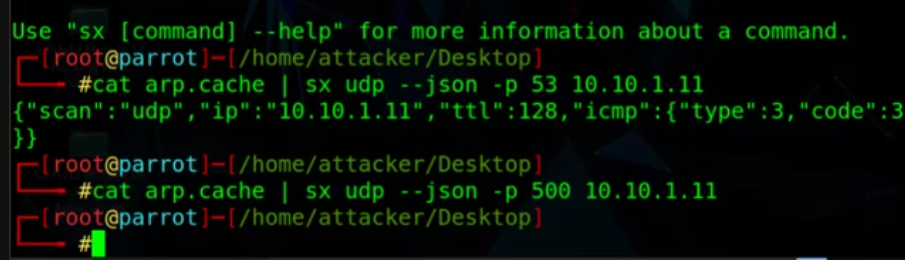 Use "sx [command] --help" for more information about a command.
[root@parrot]─[/home/attacker/Desktop]
#cat arp.cache | sx udp --json -p 53 10.10.1.11
{"scan":"udp","ip":"10.10.1.11","ttl":128,"icmp":{"type":3,"code":3
}}
[root@parrot]─[/home/attacker/Desktop]
#cat arp.cache | sx udp --json -p 500 10.10.1.11
[root@parrot]─[/home/attacker/Desktop]
#